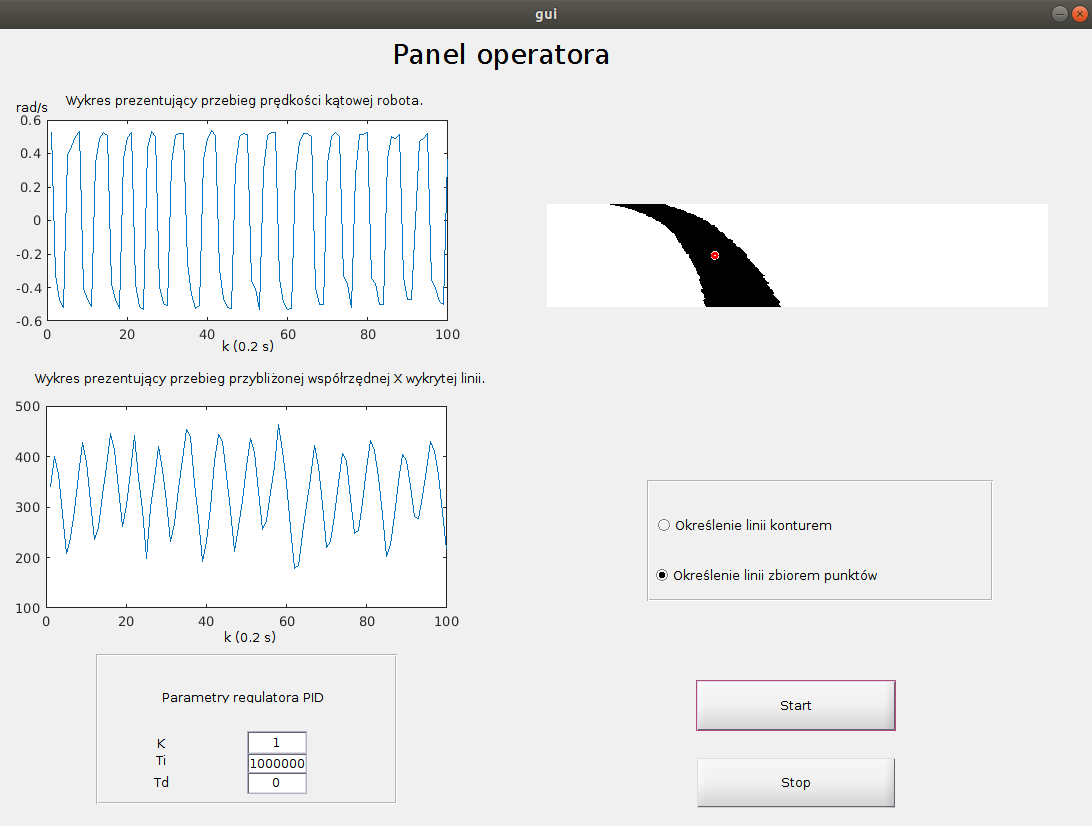 gui
Panel operatora
Wykres prezentujący przebieg prędkości kątowej robota.
rad/s
0.6
0.4
0.2
0
-0.2
-0.4
-0.6
0 20 40 60 80 100
k (0.2 s)
Wykres prezentujący przebieg przybliżonej współrzędnej X wykrytej linii.
500
400
300
200
100
0 20 40 60 80 100
k (0.2 s)
Parametry regulatora PID
K 1
Ti 1000000
Td 0
Określenie linii konturem
Określenie linii zbiorem punktów
Start
Stop